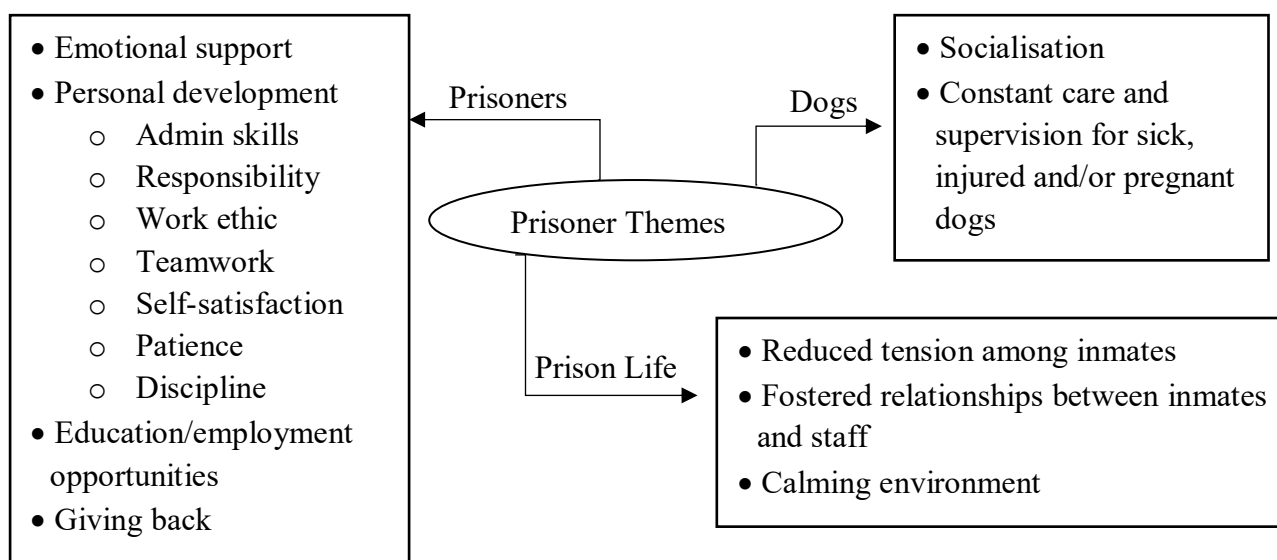 • Emotional support
• Personal development
o Admin skills
o Responsibility
o Work ethic
o Teamwork
o Self-satisfaction
o Patience
o Discipline
• Education/employment
opportunities
• Giving back
Prisoners
Prisoner Themes
Dogs
• Socialisation
• Constant care and
supervision for sick,
injured and/or pregnant
dogs
Prison Life
• Reduced tension among inmates
• Fostered relationships between inmates
and staff
• Calming environment